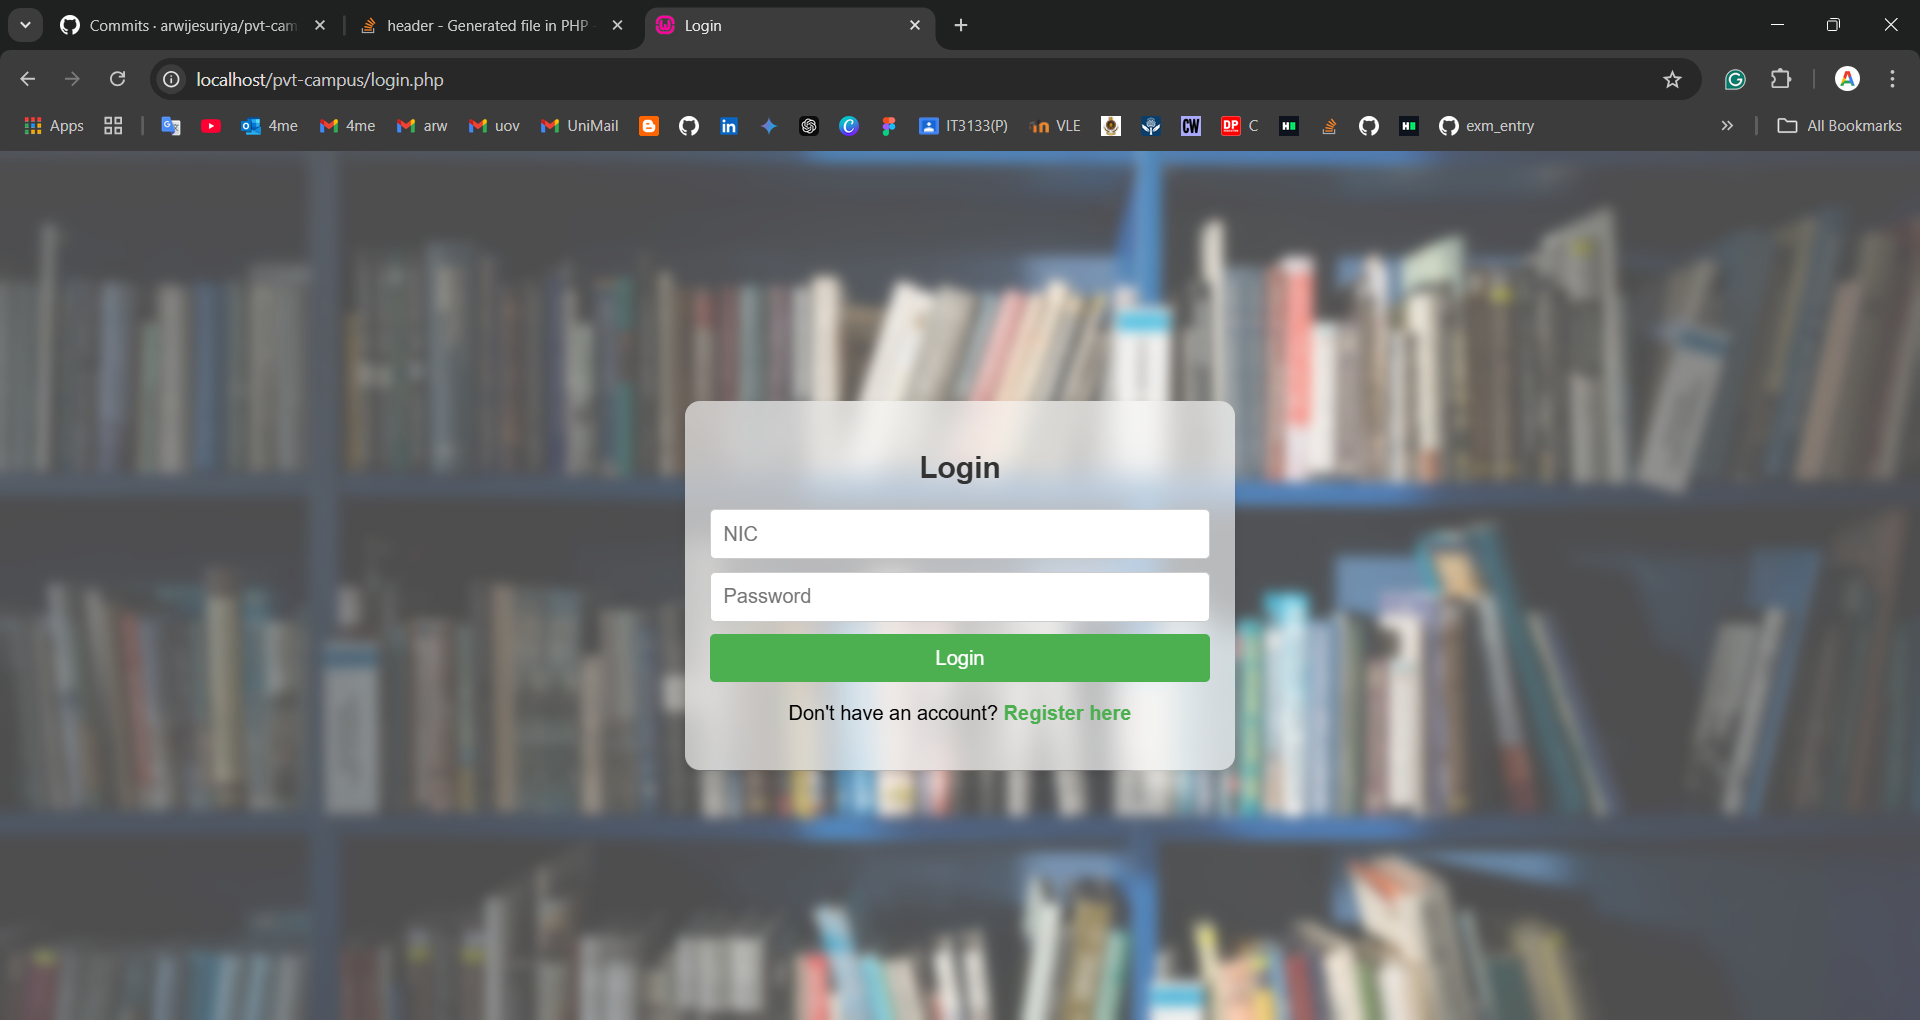 Commits · arwijesuriya/pvt-cam
header - Generated file in PHP
Login
localhost/pvt-campus/login.php
Apps
4me
4me
arw
uov
UniMail
IT3133(P)
VLE
CW
DP C
exm_entry
All Bookmarks
Login
NIC
Password
Login
Don't have an account? Register here